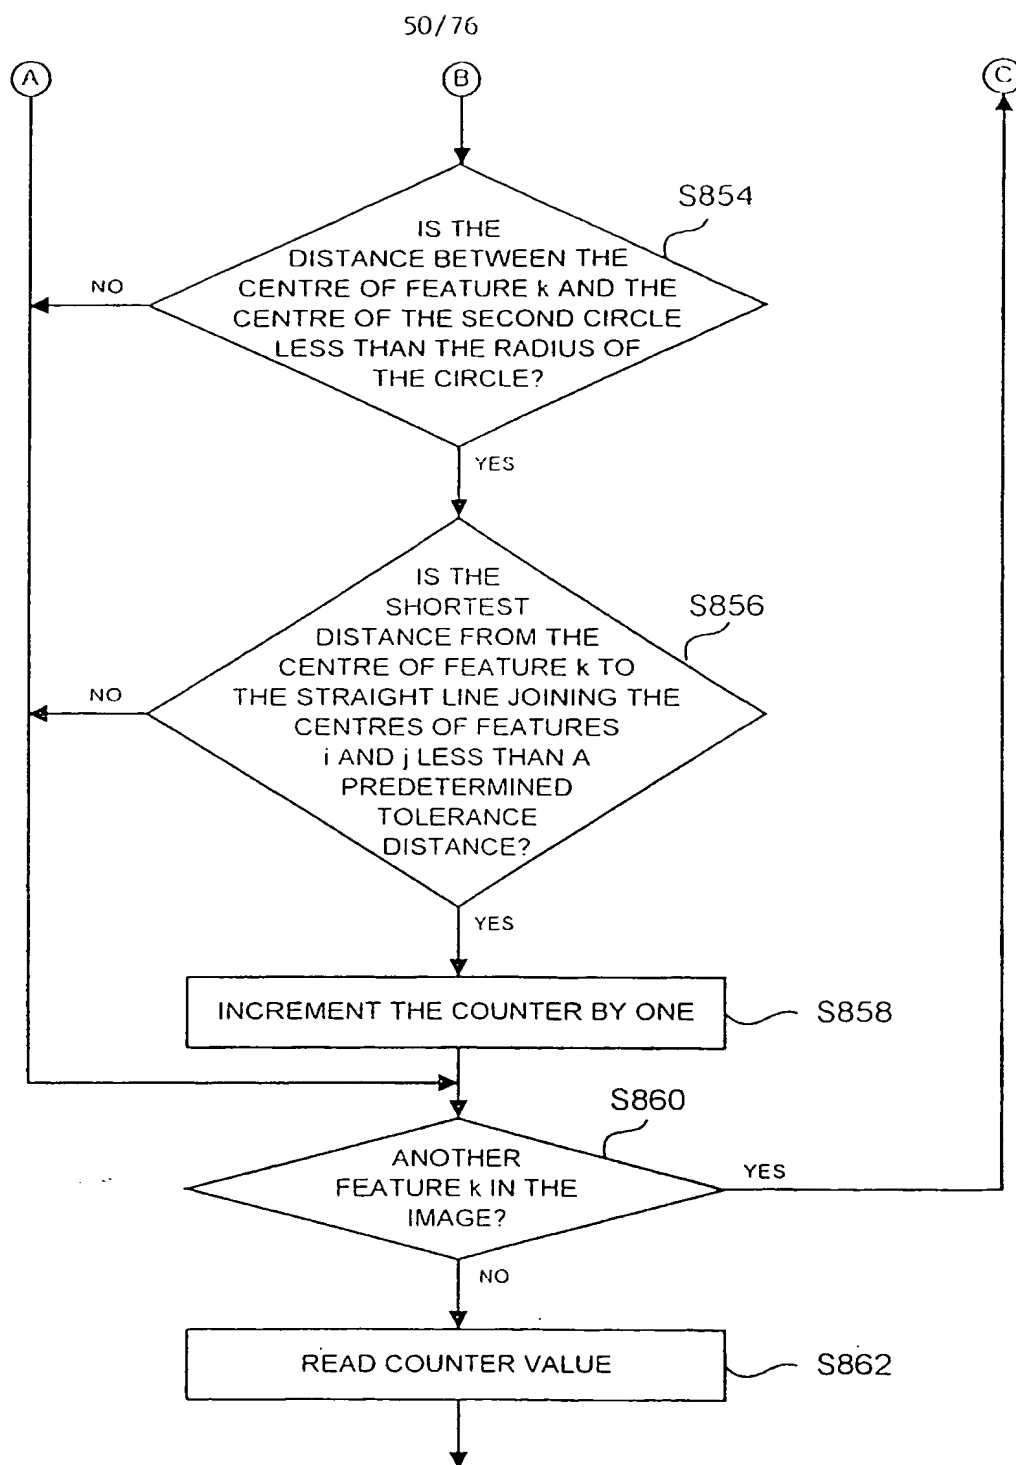 50/76
A
B
C
S854
IS THE
DISTANCE BETWEEN THE
CENTRE OF FEATURE k AND THE
CENTRE OF THE SECOND CIRCLE
LESS THAN THE RADIUS OF
THE CIRCLE?
NO
YES
S856
IS THE
SHORTEST
DISTANCE FROM THE
CENTRE OF FEATURE k TO
THE STRAIGHT LINE JOINING THE
CENTRES OF FEATURES
i AND j LESS THAN A
PREDETERMINED
TOLERANCE
DISTANCE?
NO
YES
INCREMENT THE COUNTER BY ONE
S858
S860
ANOTHER
FEATURE k IN THE
IMAGE?
YES
NO
READ COUNTER VALUE
S862